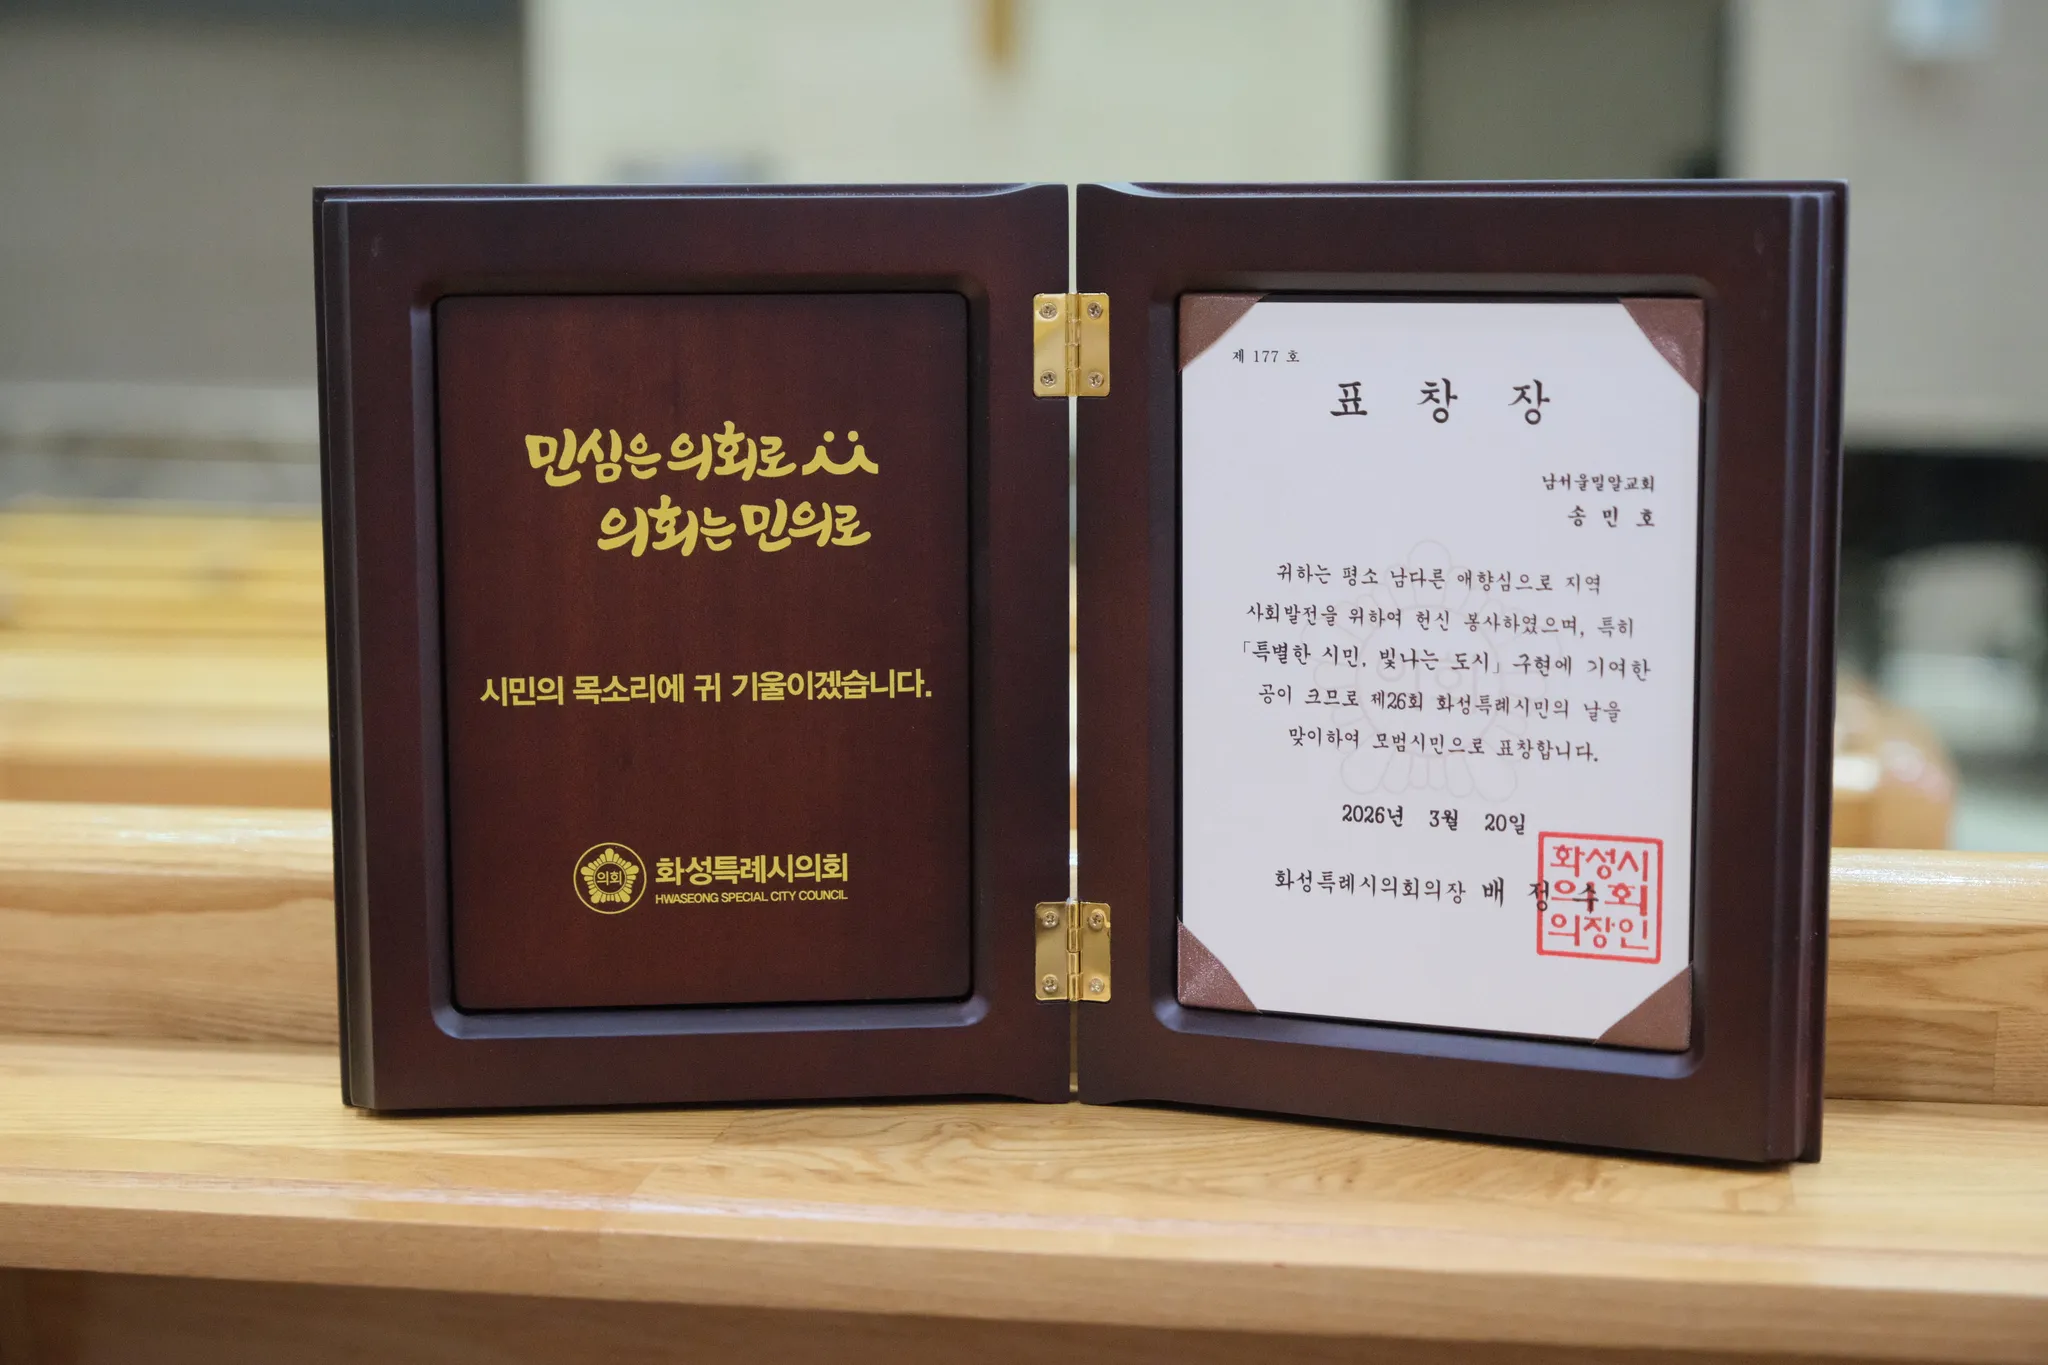 민심은 의회로
의회는 민의로
시민의 목소리에 귀 기울이겠습니다.
의회
화성특례시의회
HWASEONG SPECIAL CITY COUNCIL
제 177 호
표 창 장
남서울밀알교회
송 민 호
귀하는 평소 남다른 애향심으로 지역
사회발전을 위하여 헌신 봉사하였으며, 특히
「특별한 시민, 빛나는 도시」 구현에 기여한
공이 크므로 제26회 화성특례시민의 날을
맞이하여 모범시민으로 표창합니다.
2026년 3월 20일
화성특례시의회의장 배 정 수
화성시
의회
의장인